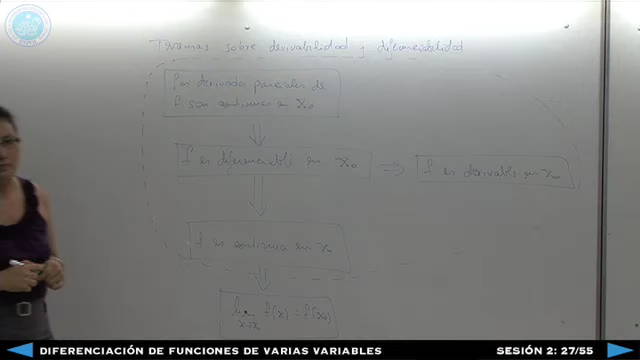 Teoremas sobre derivabilidad y diferenciabilidad
Las derivadas parciales de
f son continuas en x₀
⇓
f es diferenciable en x₀ ⇒ f es derivable en x₀
⇓
f es continua en x₀
⇓
lim f(x) = f(x₀)
x→x₀
DIFERENCIACIÓN DE FUNCIONES DE VARIAS VARIABLES
SESIÓN 2: 27/55